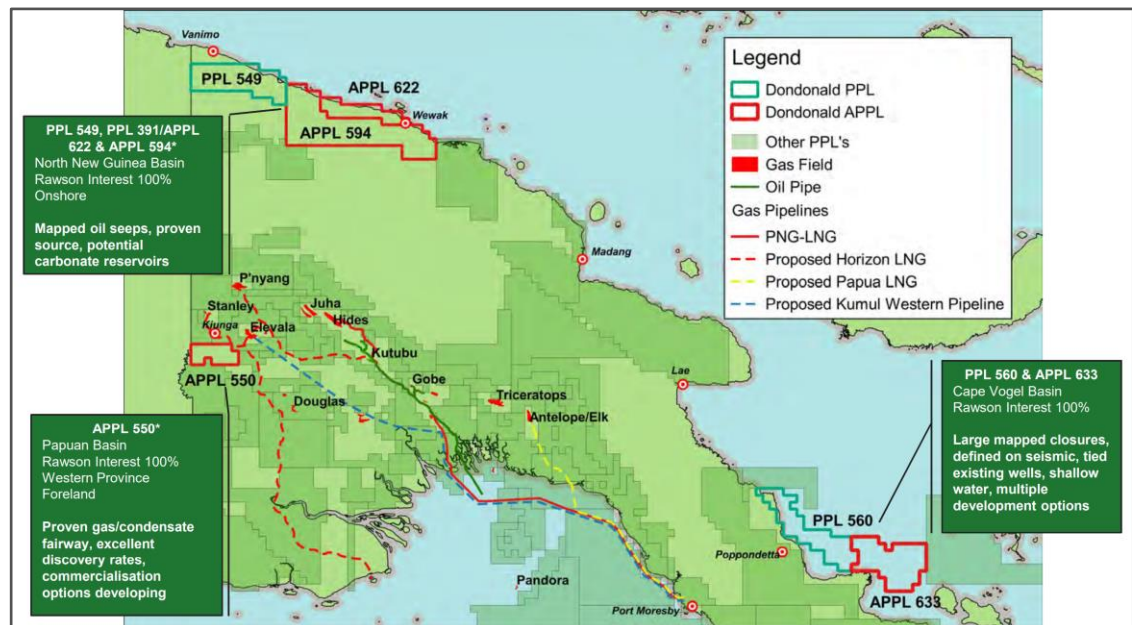 Vanimo
PPL 549
APPL 622
Wewak
APPL 594
PPL 549, PPL 391/APPL
622 & APPL 594*
North New Guinea Basin
Rawson Interest 100%
Onshore
Mapped oil seeps, proven
source, potential
carbonate reservoirs
Legend
Dondonald PPL
Dondonald APPL
Other PPL's
Gas Field
Oil Pipe
Gas Pipelines
PNG-LNG
Proposed Horizon LNG
Proposed Papua LNG
Proposed Kumul Western Pipeline
Madang
P'nyang
Stanley
Juha
Hides
Kiunga
Elevala
Kutubu
APPL 550
Gobe
Douglas
Triceratops
Antelope/Elk
Lae
APPL 550*
Papuan Basin
Rawson Interest 100%
Western Province
Foreland
Proven gas/condensate
fairway, excellent
discovery rates,
commercialisation
options developing
PPL 560 & APPL 633
Cape Vogel Basin
Rawson Interest 100%
Large mapped closures,
defined on seismic, tied
existing wells, shallow
water, multiple
development options
PPL 560
Poppondetta
APPL 633
Pandora
Port Moresby